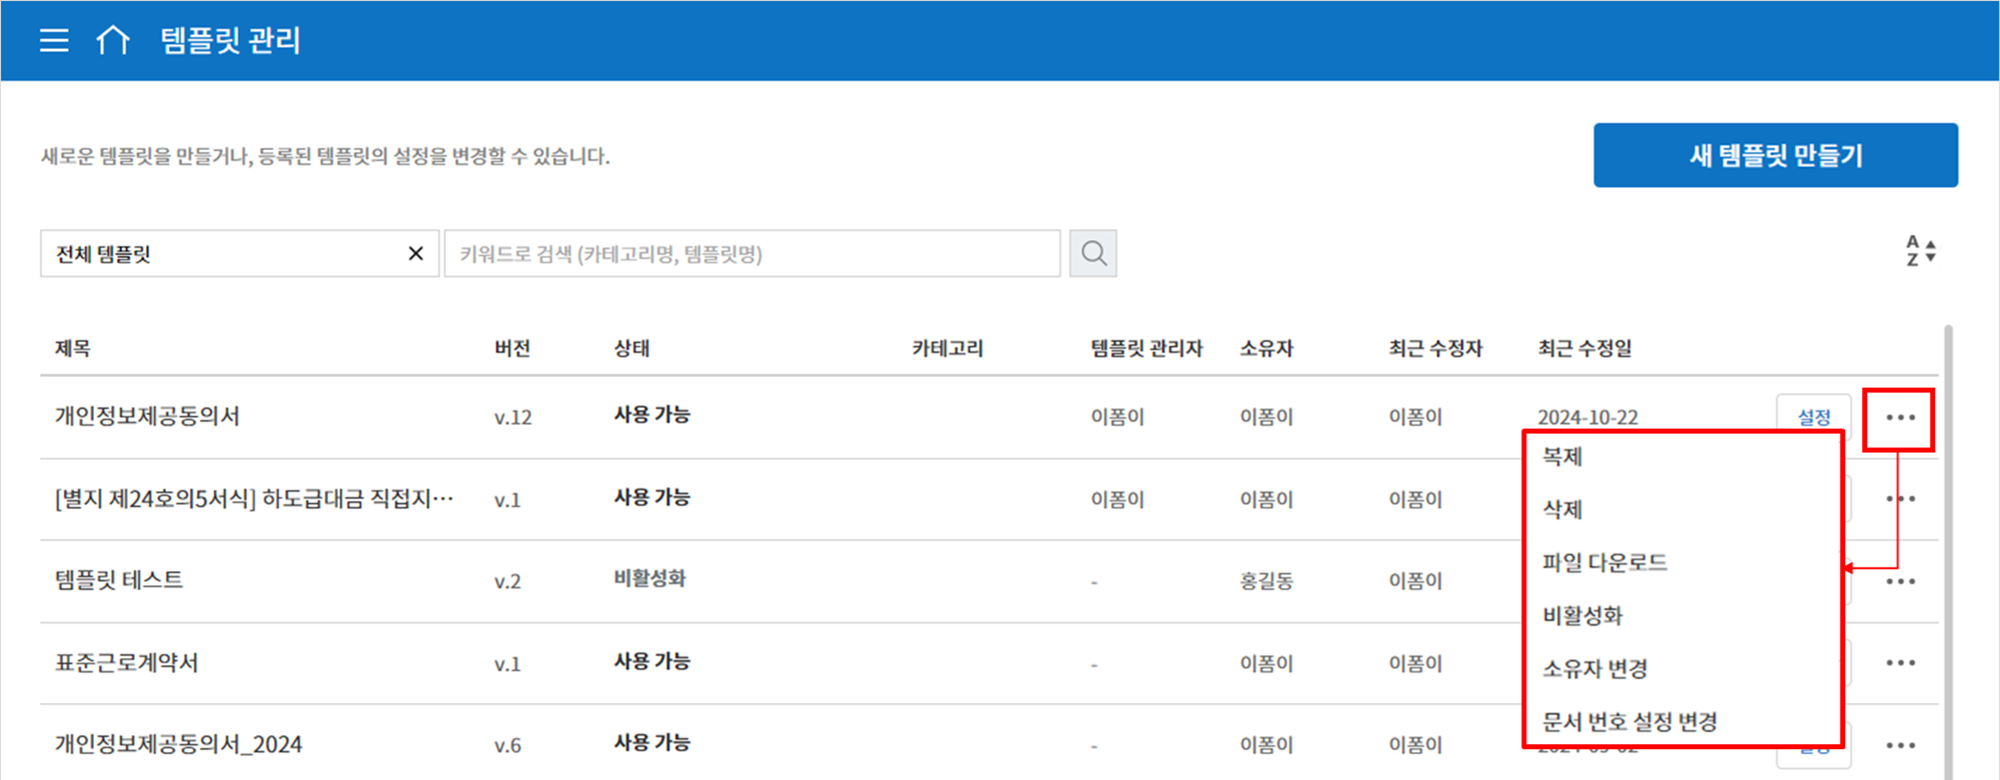 템플릿 관리
새로운 템플릿을 만들거나, 등록된 템플릿의 설정을 변경할 수 있습니다.
새 템플릿 만들기
전체 템플릿
키워드로 검색 (카테고리명, 템플릿명)
A
Z
제목 버전 상태 카테고리 템플릿 관리자 소유자 최근 수정자 최근 수정일
개인정보제공동의서 v.12 사용 가능 이폼이 이폼이 이폼이 2024-10-22 설정
[별지 제24호의5서식] 하도급대금 직접지··· v.1 사용 가능 이폼이 이폼이 이폼이
템플릿 테스트 v.2 비활성화 - 홍길동 이폼이
표준근로계약서 v.1 사용 가능 - 이폼이 이폼이
개인정보제공동의서_2024 v.6 사용 가능 - 이폼이 이폼이
복제
삭제
파일 다운로드
비활성화
소유자 변경
문서 번호 설정 변경